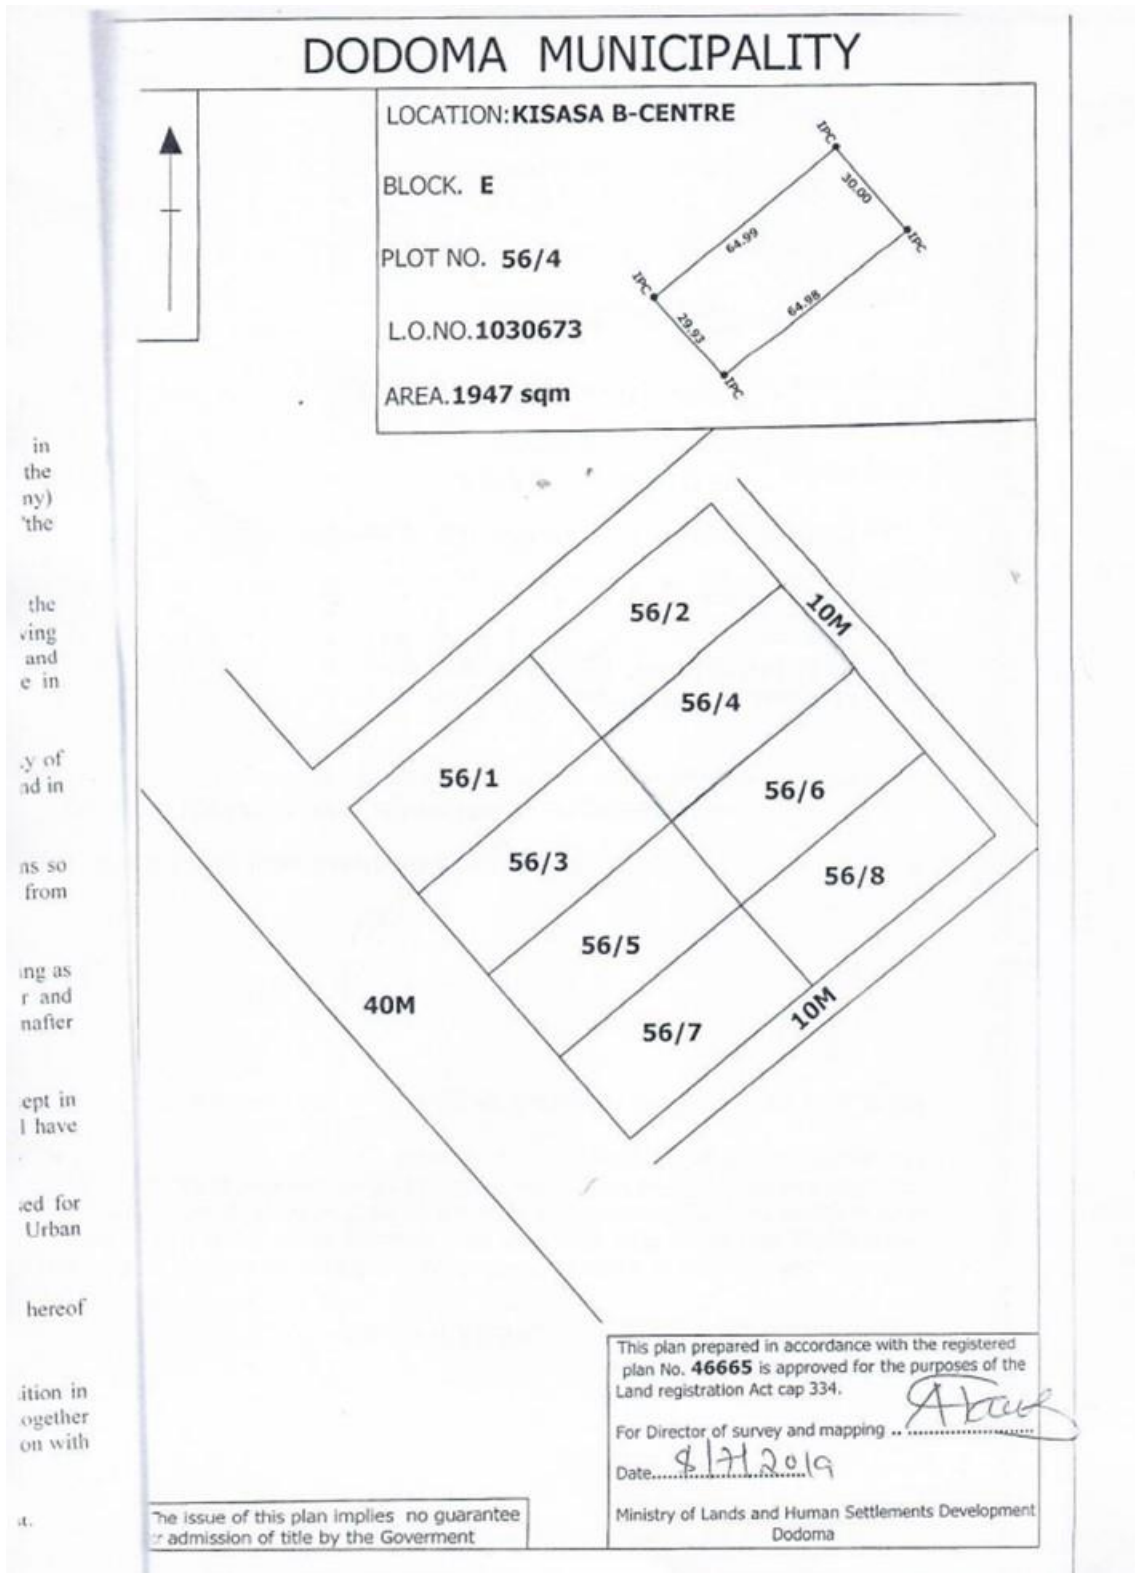 DODOMA MUNICIPALITY
LOCATION:KISASA B-CENTRE
BLOCK. E
PLOT NO. 56/4
L.O.NO.1030673
AREA.1947 sqm
IPC
30.00
IPC
64.99
IPC
64.98
29.93
IPC
in
the
ny)
'the
the
ving
and
e in
y of
nd in
ns so
from
ing as
r and
nafter
ept in
I have
sed for
Urban
hereof
ition in
ogether
on with
st.
56/2
10M
56/4
56/1
56/6
56/3
56/8
56/5
40M
10M
56/7
This plan prepared in accordance with the registered
plan No. 46665 is approved for the purposes of the
Land registration Act cap 334.
For Director of survey and mapping ..
Date 8/7/2019
Ministry of Lands and Human Settlements Development
Dodoma
The issue of this plan implies no guarantee
r admission of title by the Goverment